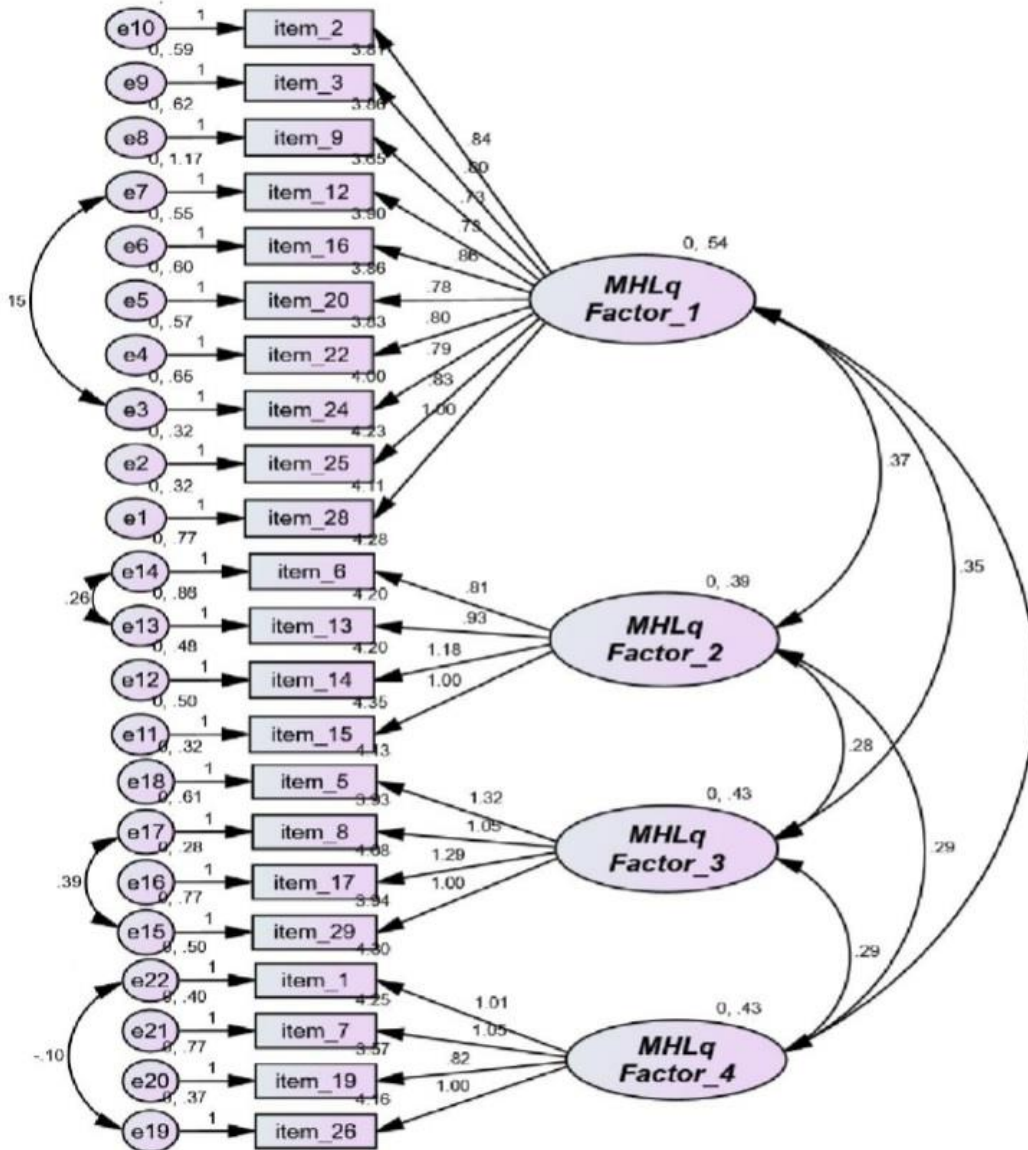 e10 1 item_2
0, .59 3.81
e9 1 item_3
0, .62 3.86
e8 1 item_9
0, 1.17 3.65
e7 1 item_12
0, .55 3.90
e6 1 item_16
0, .60 3.86
e5 1 item_20
0, .57 3.83
e4 1 item_22
0, .65 4.00
e3 1 item_24
0, .32 4.23
e2 1 item_25
0, .32 4.11
e1 1 item_28
0, .77 4.28
15
.84
.80
.73
.73
.86
.78
.80
.79
.83
1.00
0, .54
MHLq
Factor_1
e14 1 item_6
0, .86 4.20
e13 1 item_13
0, .48 4.20
e12 1 item_14
0, .50 4.35
e11 1 item_15
0, .32 4.13
.26
.81
.93
1.18
1.00
0, .39
MHLq
Factor_2
.37
.35
e18 1 item_5
0, .61 3.93
e17 1 item_8
0, .28 4.08
e16 1 item_17
0, .77 3.94
e15 1 item_29
0, .50 4.30
.39
1.32
1.05
1.29
1.00
0, .43
MHLq
Factor_3
.28
.29
e22 1 item_1
0, .40 4.25
e21 1 item_7
0, .77 3.57
e20 1 item_19
0, .37 4.16
e19 1 item_26
-.10
1.01
1.05
.82
1.00
0, .43
MHLq
Factor_4
.29